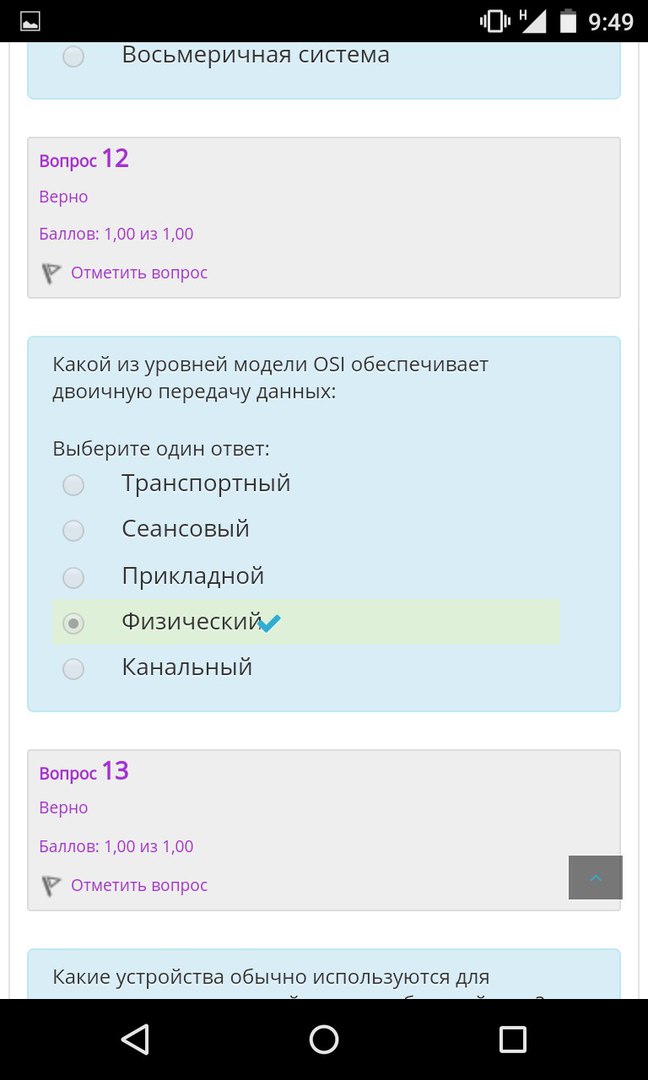 H 9:49
Восьмеричная система
Вопрос 12
Верно
Баллов: 1,00 из 1,00
Отметить вопрос
Какой из уровней модели OSI обеспечивает
двоичную передачу данных:
Выберите один ответ:
Транспортный
Сеансовый
Прикладной
Физический
Канальный
Вопрос 13
Верно
Баллов: 1,00 из 1,00
Отметить вопрос
Какие устройства обычно используются для